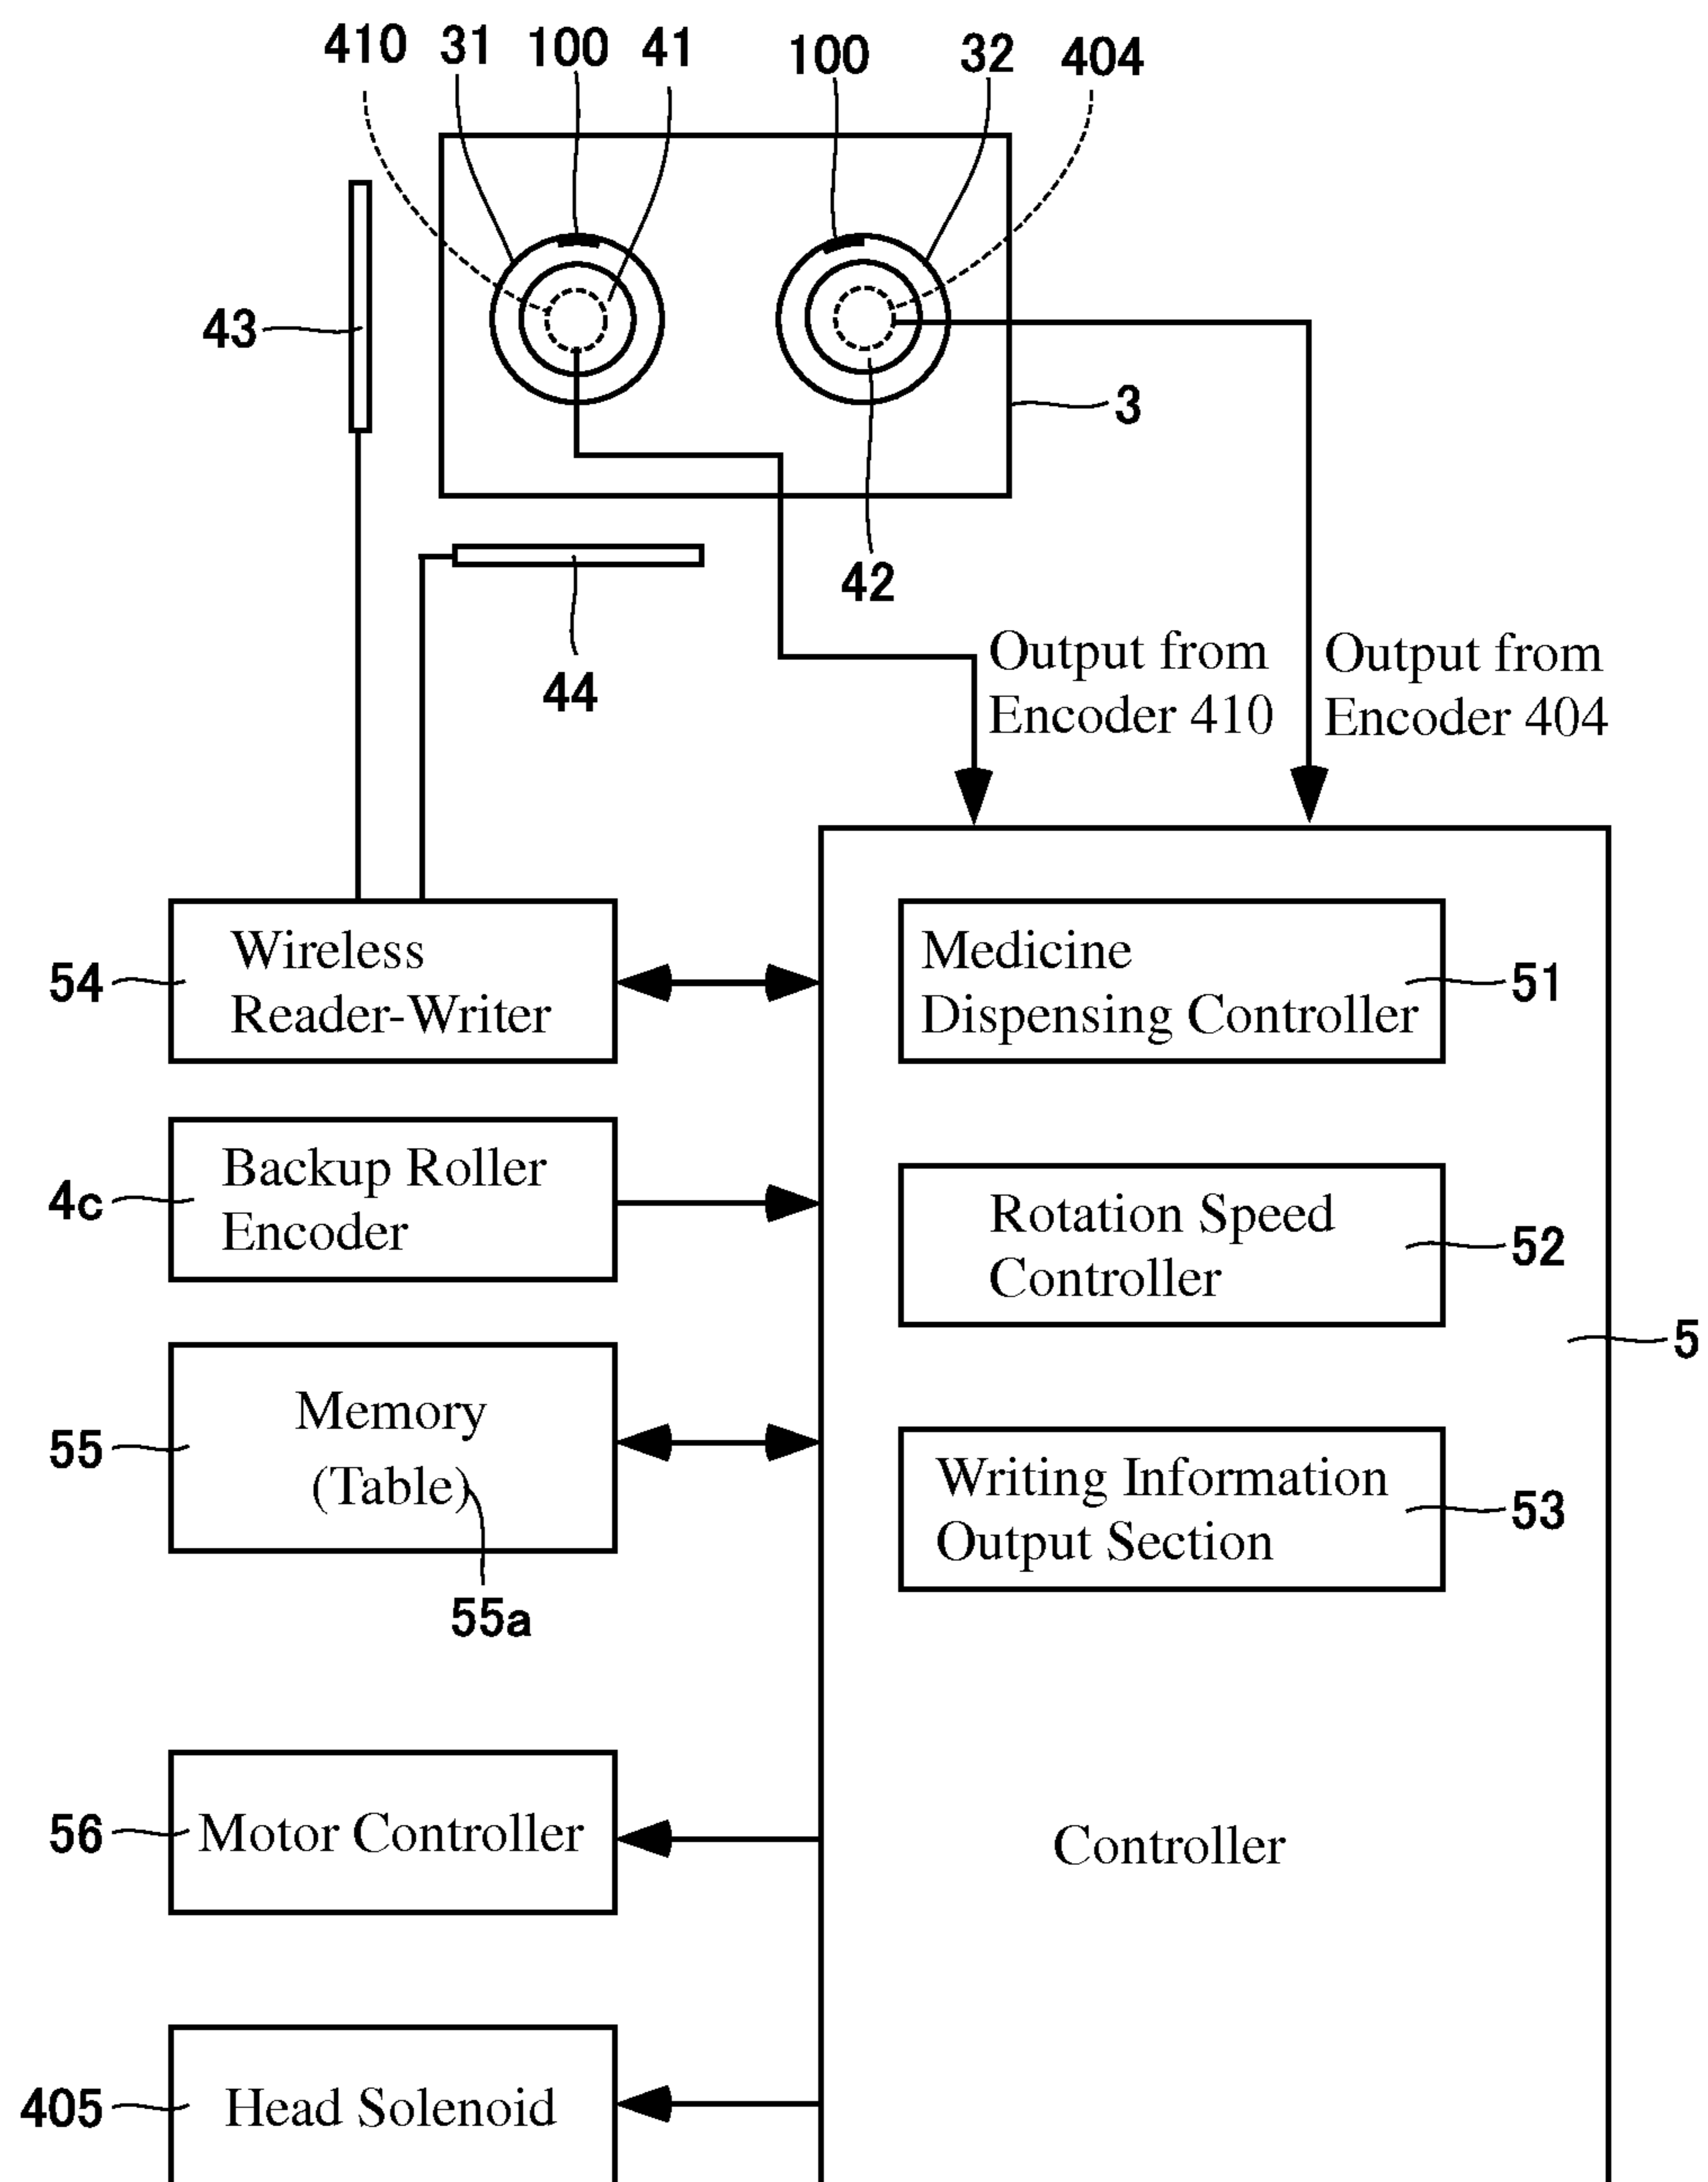 410 31 100 41 100 32 404
43
3
42
44
Output from
Encoder 410
Output from
Encoder 404
54
Wireless
Reader-Writer
Medicine
Dispensing Controller
51
4c
Backup Roller
Encoder
Rotation Speed
Controller
52
5
55
Memory
(Table)
55a
Writing Information
Output Section
53
56
Motor Controller
Controller
405
Head Solenoid